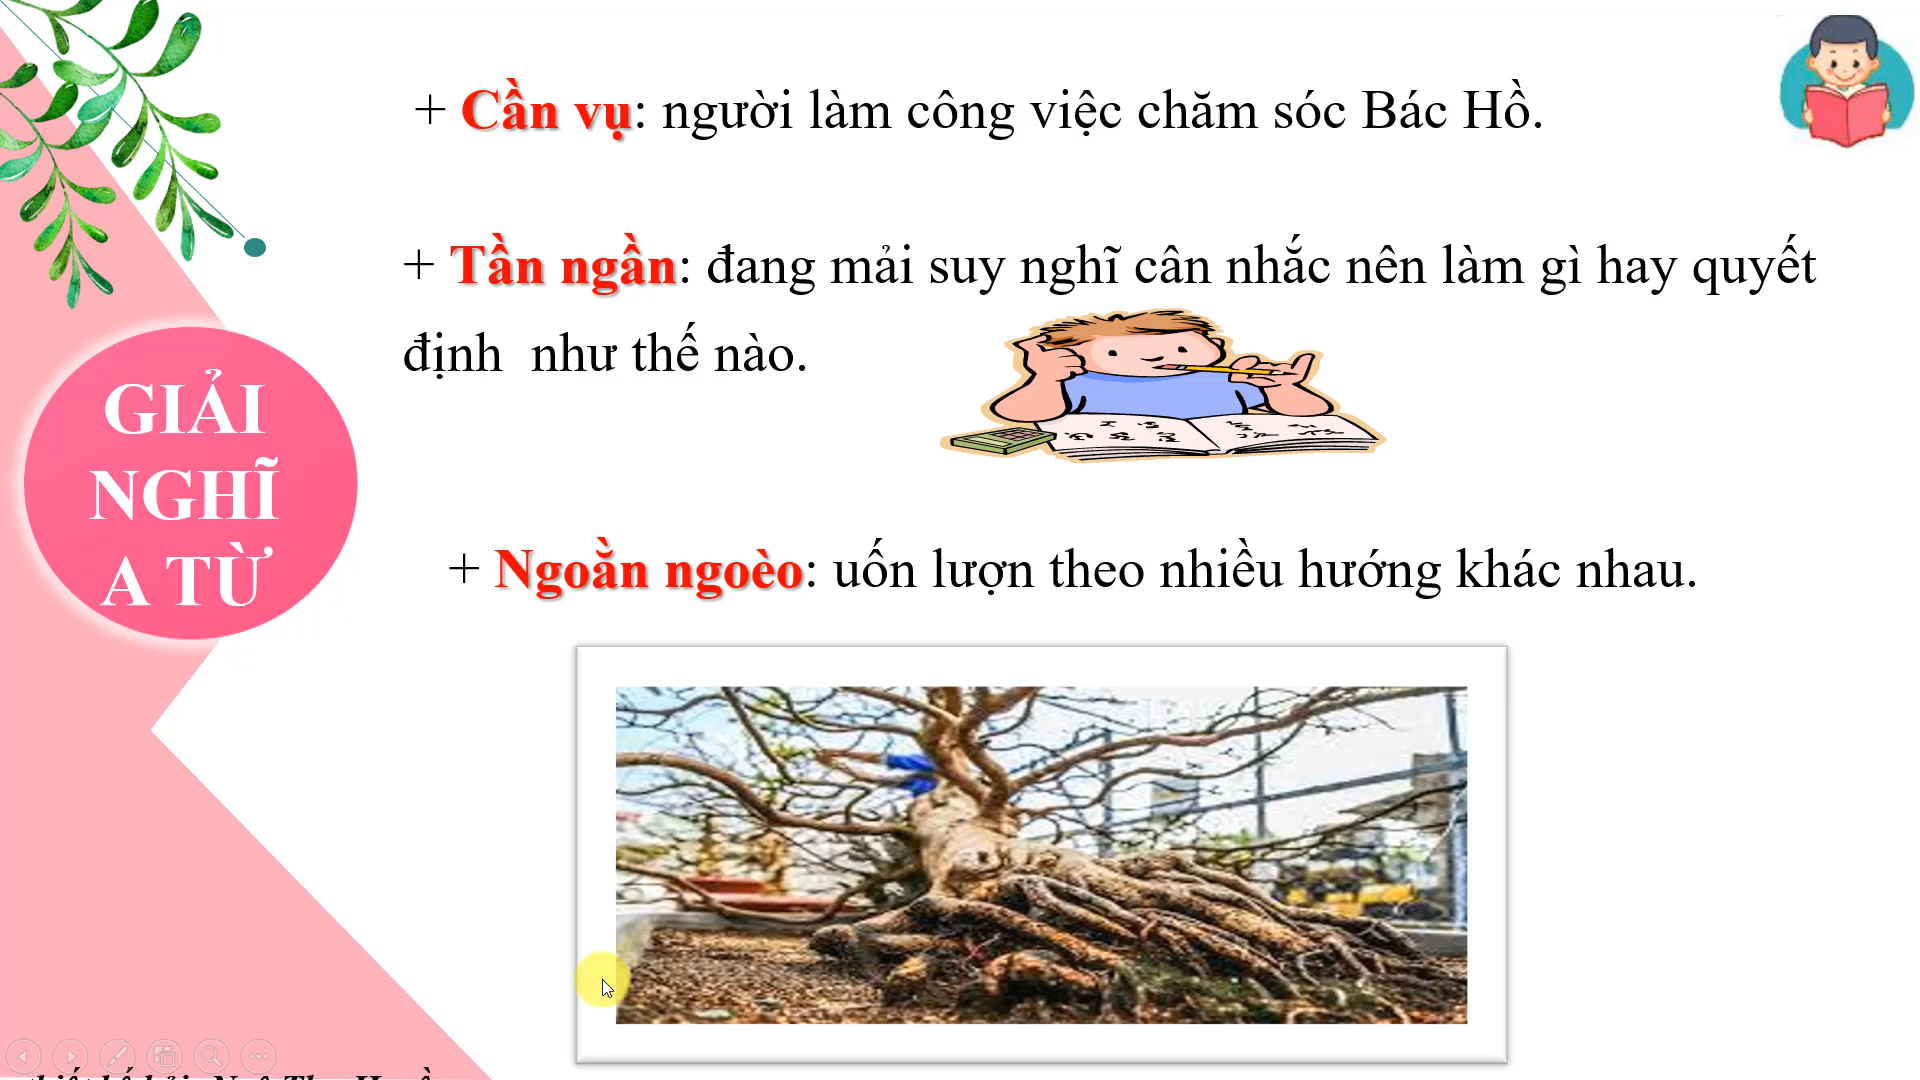 + Cần vụ: người làm công việc chăm sóc Bác Hồ.
+ Tần ngần: đang mải suy nghĩ cân nhắc nên làm gì hay quyết
định như thế nào.
GIẢI
NGHĨ
A TỪ
+ Ngoằn ngoèo: uốn lượn theo nhiều hướng khác nhau.